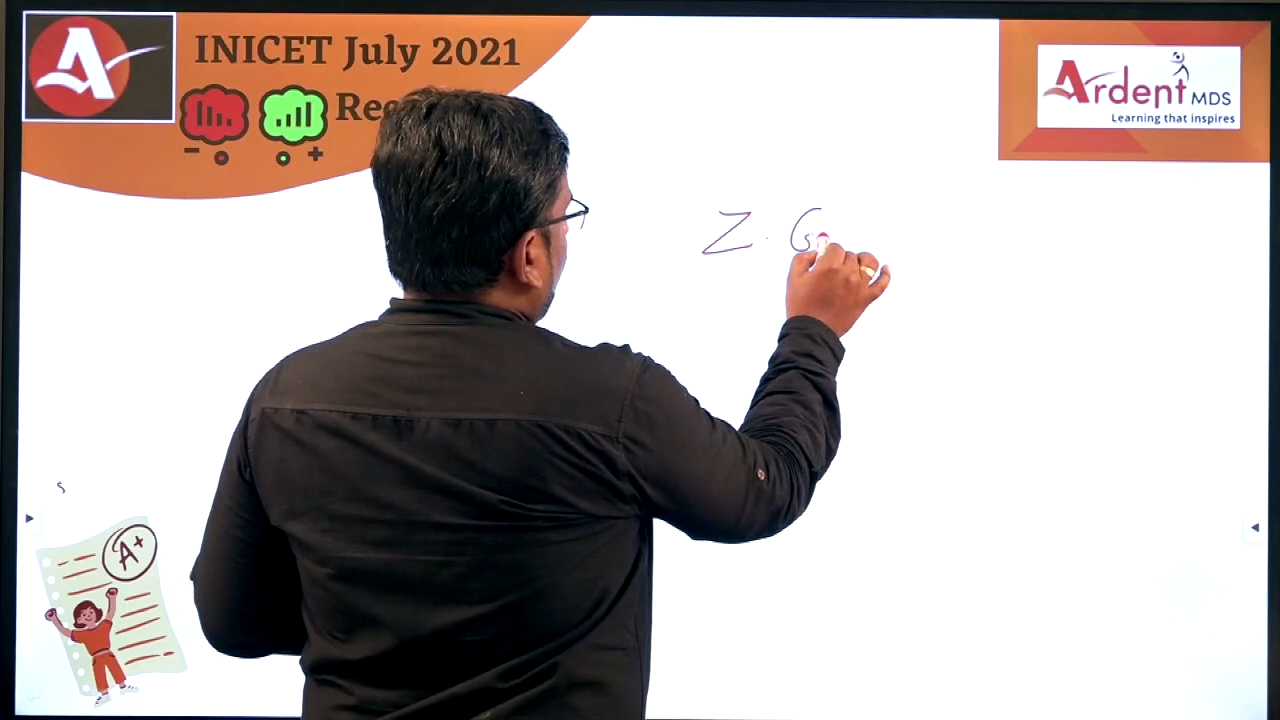 INICET July 2021
Rec
Ardent MDS
Learning that inspires
Z. G
A+